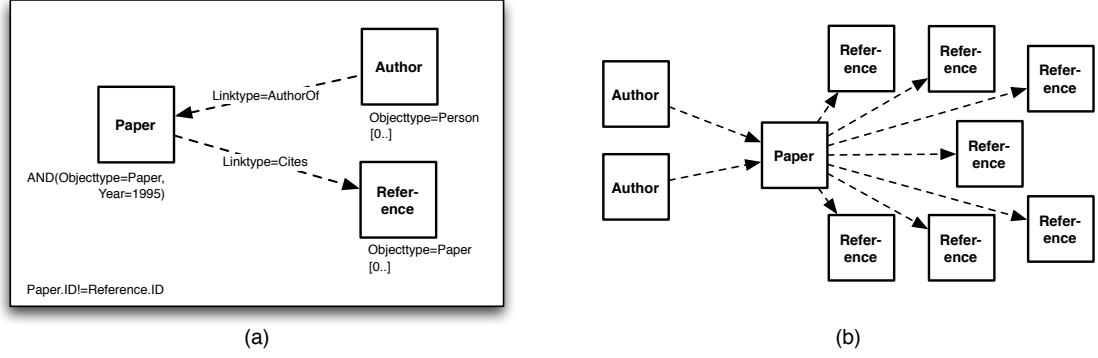 Author
Linktype=AuthorOf
Paper
Objecttype=Person
[0..]
Linktype=Cites
AND(Objecttype=Paper,
Year=1995)
Refer-
ence
Objecttype=Paper
[0..]
Paper.ID!=Reference.ID
(a)
Author
Author
Paper
Refer-
ence
Refer-
ence
Refer-
ence
Refer-
ence
Refer-
ence
Refer-
ence
Refer-
ence
(b)